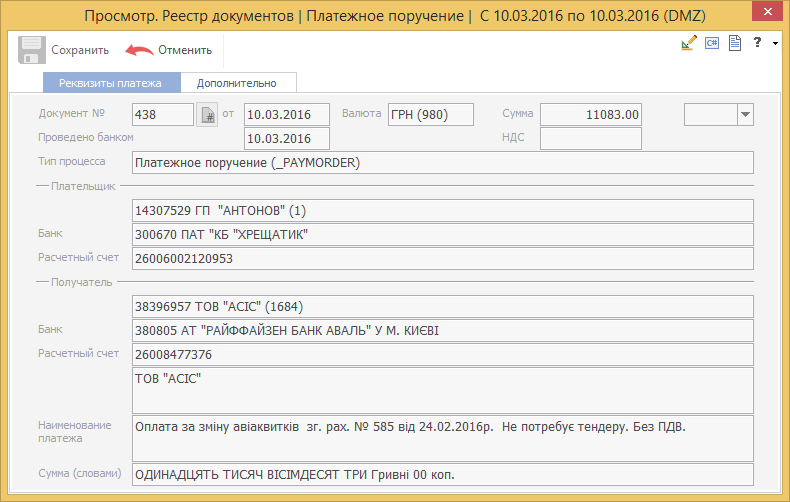 Просмотр. Реестр документов | Платежное поручение | С 10.03.2016 по 10.03.2016 (DMZ)
Сохранить Отменить C# ?
Реквизиты платежа Дополнительно
Документ № 438 # от 10.03.2016 Валюта ГРН (980) Сумма 11083.00
Проведено банком 10.03.2016 НДС
Тип процесса Платежное поручение (_PAYMORDER)
Плательщик
14307529 ГП "АНТОНОВ" (1)
Банк 300670 ПАТ "КБ "ХРЕЩАТИК"
Расчетный счет 26006002120953
Получатель
38396957 ТОВ "АСІС" (1684)
Банк 380805 АТ "РАЙФФАЙЗЕН БАНК АВАЛЬ" У М. КИЄВІ
Расчетный счет 26008477376
ТОВ "АСІС"
Наименование платежа Оплата за зміну авіаквитків зг. рах. № 585 від 24.02.2016р. Не потребує тендеру. Без ПДВ.
Сумма (словами) ОДИНАДЦЯТЬ ТИСЯЧ ВІСІМДЕСЯТ ТРИ Гривні 00 коп.